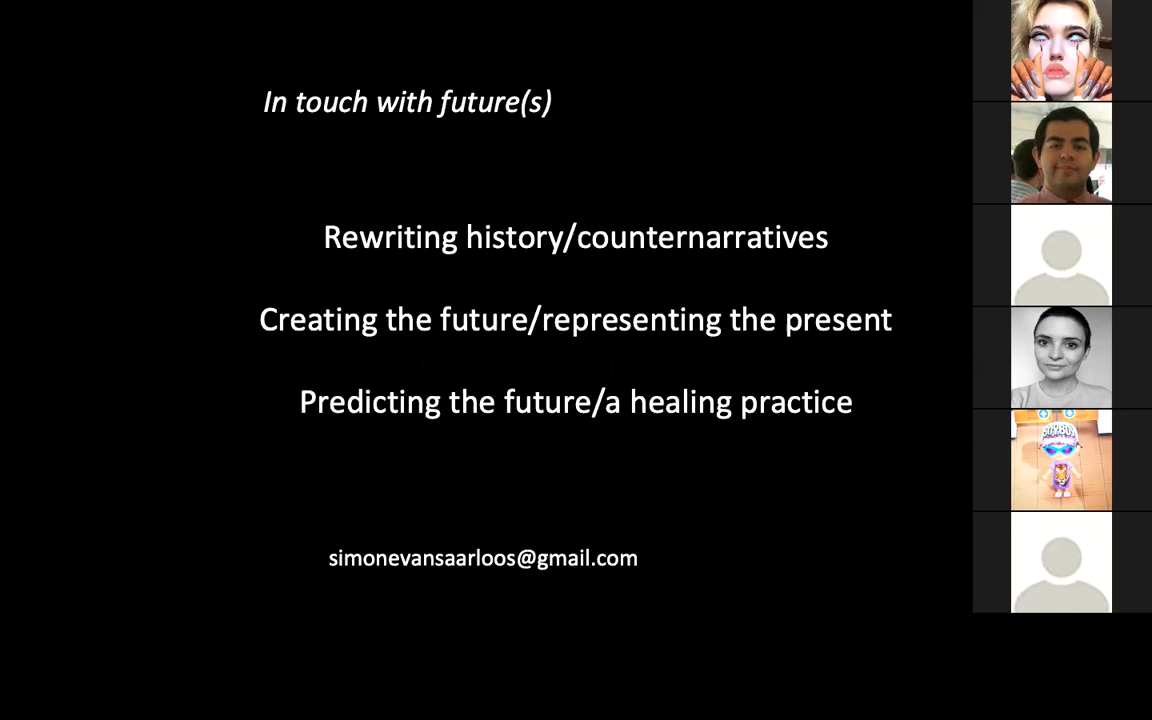 In touch with future(s)
Rewriting history/counternarratives
Creating the future/representing the present
Predicting the future/a healing practice
simonevansaarloos@gmail.com